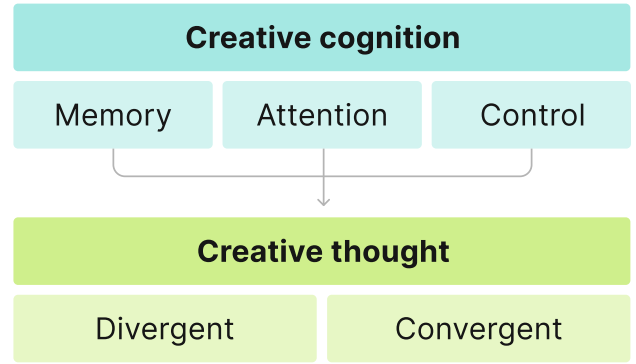 Creative cognition
Memory
Attention
Control
Creative thought
Divergent
Convergent